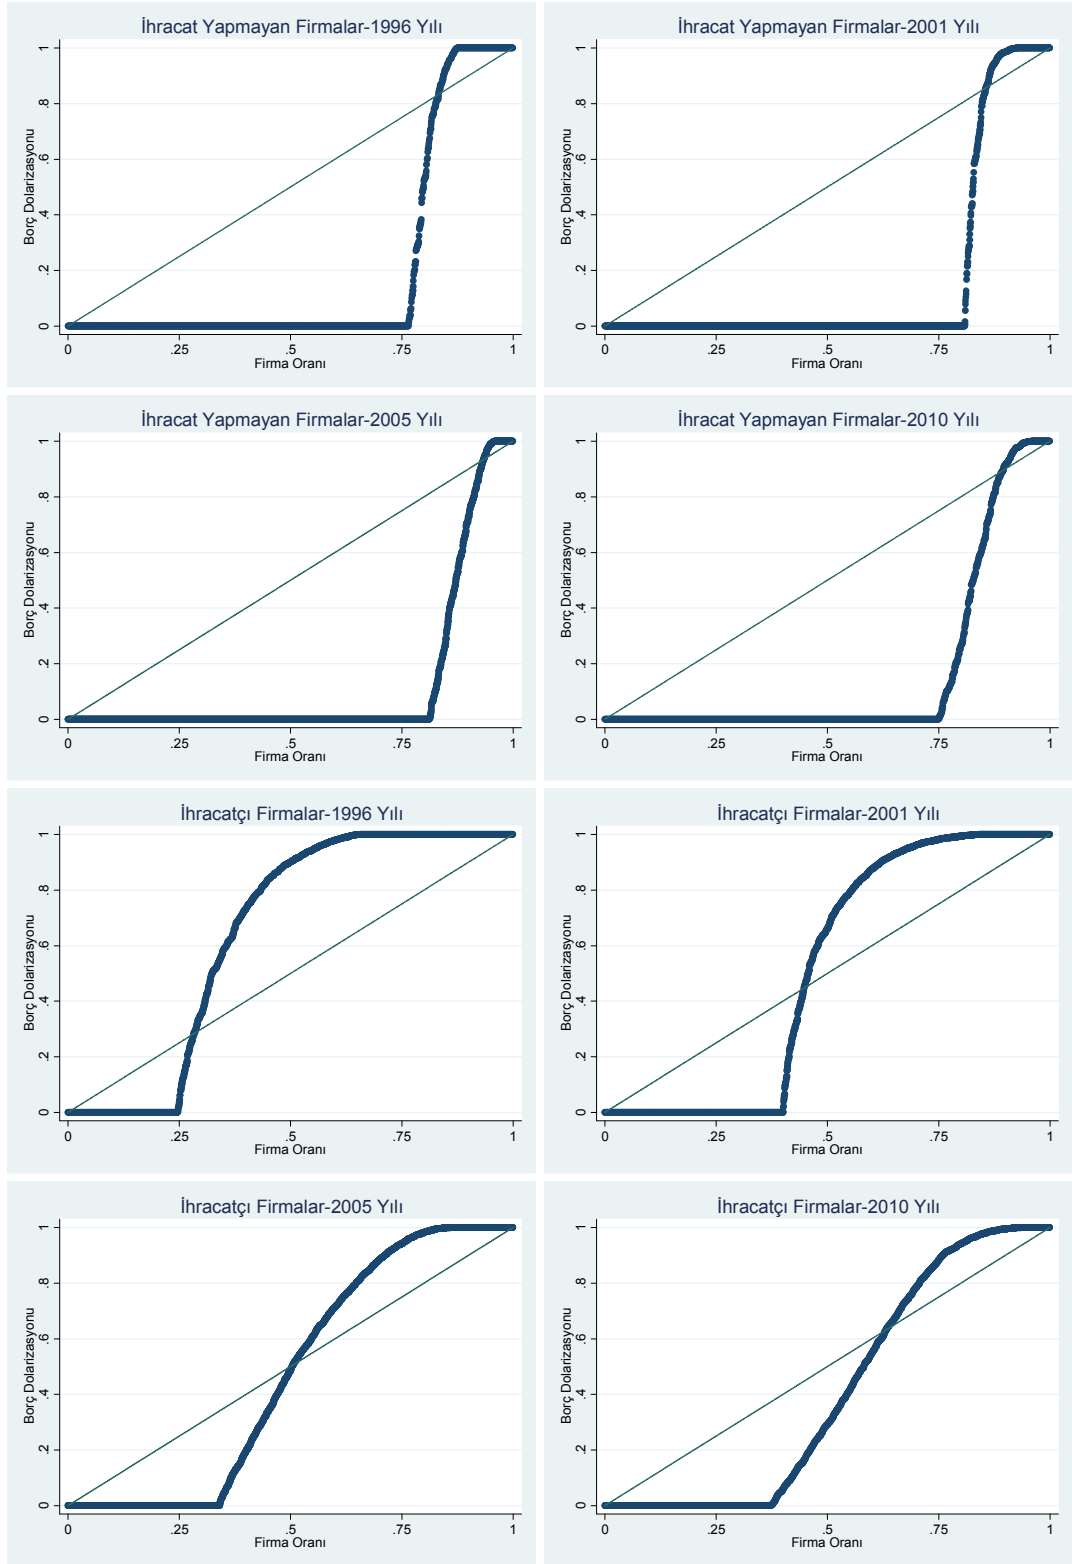 İhracat Yapmayan Firmalar-1996 Yılı
Borç Dolarizasyonu
1
.8
.6
.4
.2
0
0 .25 .5 .75 1
Firma Oranı
İhracat Yapmayan Firmalar-2001 Yılı
Borç Dolarizasyonu
1
.8
.6
.4
.2
0
0 .25 .5 .75 1
Firma Oranı
İhracat Yapmayan Firmalar-2005 Yılı
Borç Dolarizasyonu
1
.8
.6
.4
.2
0
0 .25 .5 .75 1
Firma Oranı
İhracat Yapmayan Firmalar-2010 Yılı
Borç Dolarizasyonu
1
.8
.6
.4
.2
0
0 .25 .5 .75 1
Firma Oranı
İhracatçı Firmalar-1996 Yılı
Borç Dolarizasyonu
1
.8
.6
.4
.2
0
0 .25 .5 .75 1
Firma Oranı
İhracatçı Firmalar-2001 Yılı
Borç Dolarizasyonu
1
.8
.6
.4
.2
0
0 .25 .5 .75 1
Firma Oranı
İhracatçı Firmalar-2005 Yılı
Borç Dolarizasyonu
1
.8
.6
.4
.2
0
0 .25 .5 .75 1
Firma Oranı
İhracatçı Firmalar-2010 Yılı
Borç Dolarizasyonu
1
.8
.6
.4
.2
0
0 .25 .5 .75 1
Firma Oranı